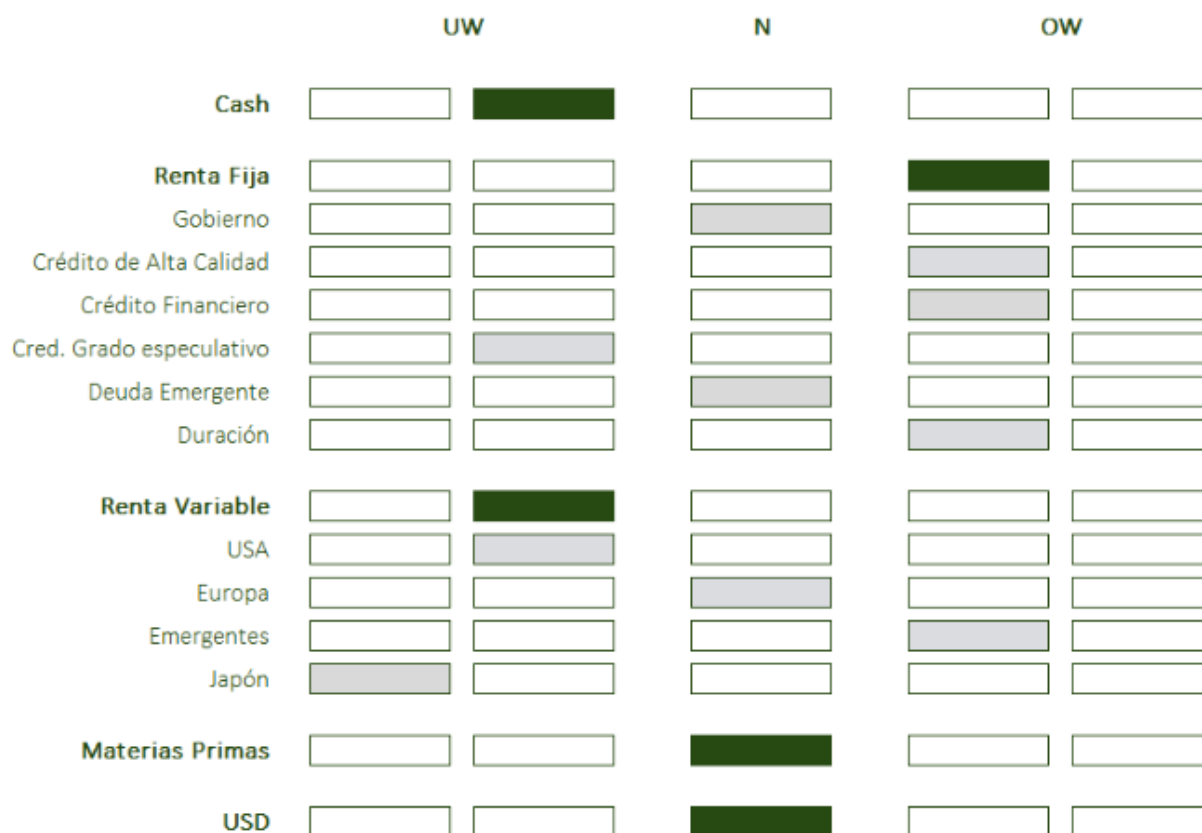 UW N OW
Cash
Renta Fija
Gobierno
Crédito de Alta Calidad
Crédito Financiero
Cred. Grado especulativo
Deuda Emergente
Duración
Renta Variable
USA
Europa
Emergentes
Japón
Materias Primas
USD